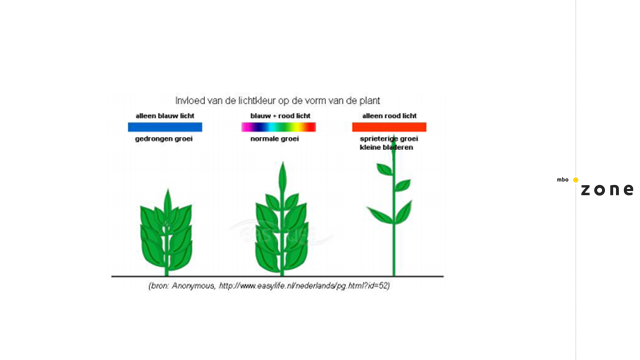 Invloed van de lichtkleur op de vorm van de plant
alleen blauw licht
blauw + rood licht
alleen rood licht
gedrongen groei
normale groei
sprieterige groei
kleine bladeren
(bron: Anonymous, http://www.easylife.nl/nederlands/pg.html?id=52)
mbo
zone